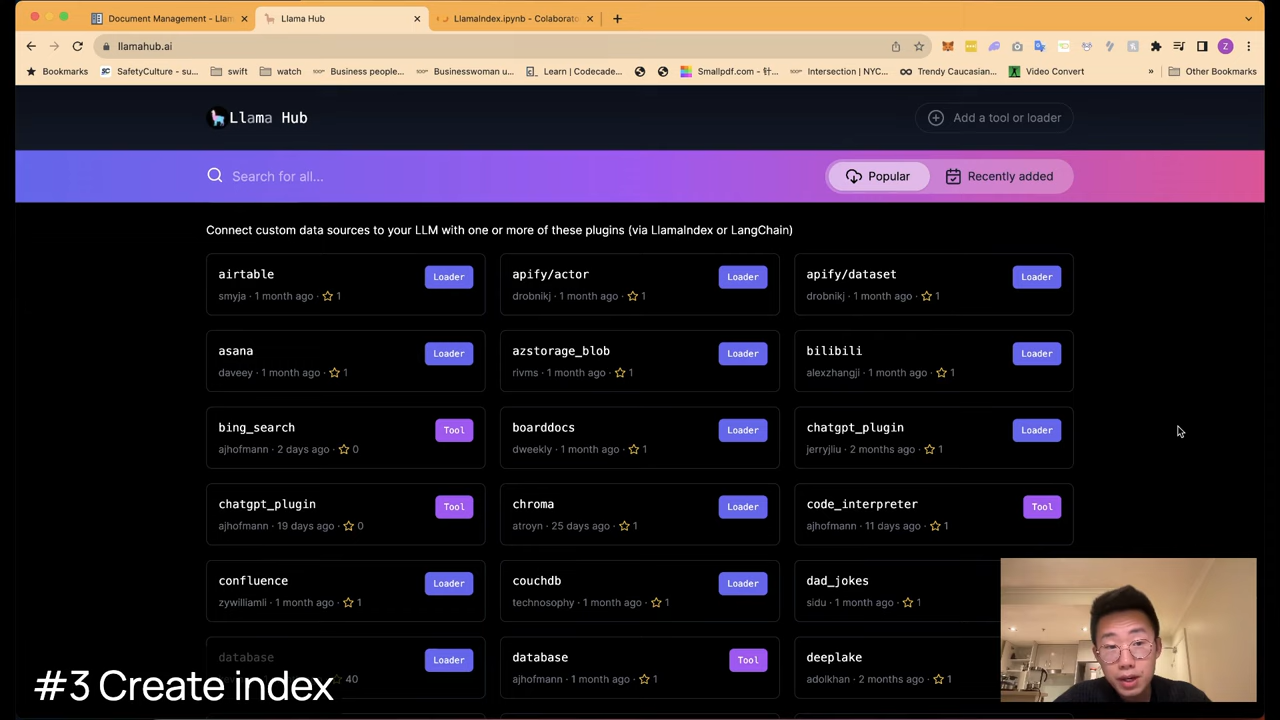 Document Management - Llam
Llama Hub
LlamaIndex.ipynb - Colaborato
llamahub.ai
Z
Bookmarks
SafetyCulture - su...
swift
watch
Business people...
Businesswoman u...
Learn | Codecade...
Smallpdf.com - 针...
Intersection | NYC...
Trendy Caucasian...
Video Convert
»
Other Bookmarks
Llama Hub
Add a tool or loader
Search for all...
Popular
Recently added
Connect custom data sources to your LLM with one or more of these plugins (via LlamaIndex or LangChain)
airtable
Loader
smyja · 1 month ago · 1
apify/actor
Loader
drobnikj · 1 month ago · 1
apify/dataset
Loader
drobnikj · 1 month ago · 1
asana
Loader
daveey · 1 month ago · 1
azstorage_blob
Loader
rivms · 1 month ago · 1
bilibili
Loader
alexzhangji · 1 month ago · 1
bing_search
Tool
ajhofmann · 2 days ago · 0
boarddocs
Loader
dweekly · 1 month ago · 1
chatgpt_plugin
Loader
jerryjliu · 2 months ago · 1
chatgpt_plugin
Tool
ajhofmann · 19 days ago · 0
chroma
Loader
atroyn · 25 days ago · 1
code_interpreter
Tool
ajhofmann · 11 days ago · 1
confluence
Loader
zywilliamli · 1 month ago · 1
couchdb
Loader
technosophy · 1 month ago · 1
dad_jokes
sidu · 1 month ago · 1
database
Loader
40
database
Tool
ajhofmann · 1 month ago · 1
deeplake
adolkhan · 2 months ago · 1
#3 Create index